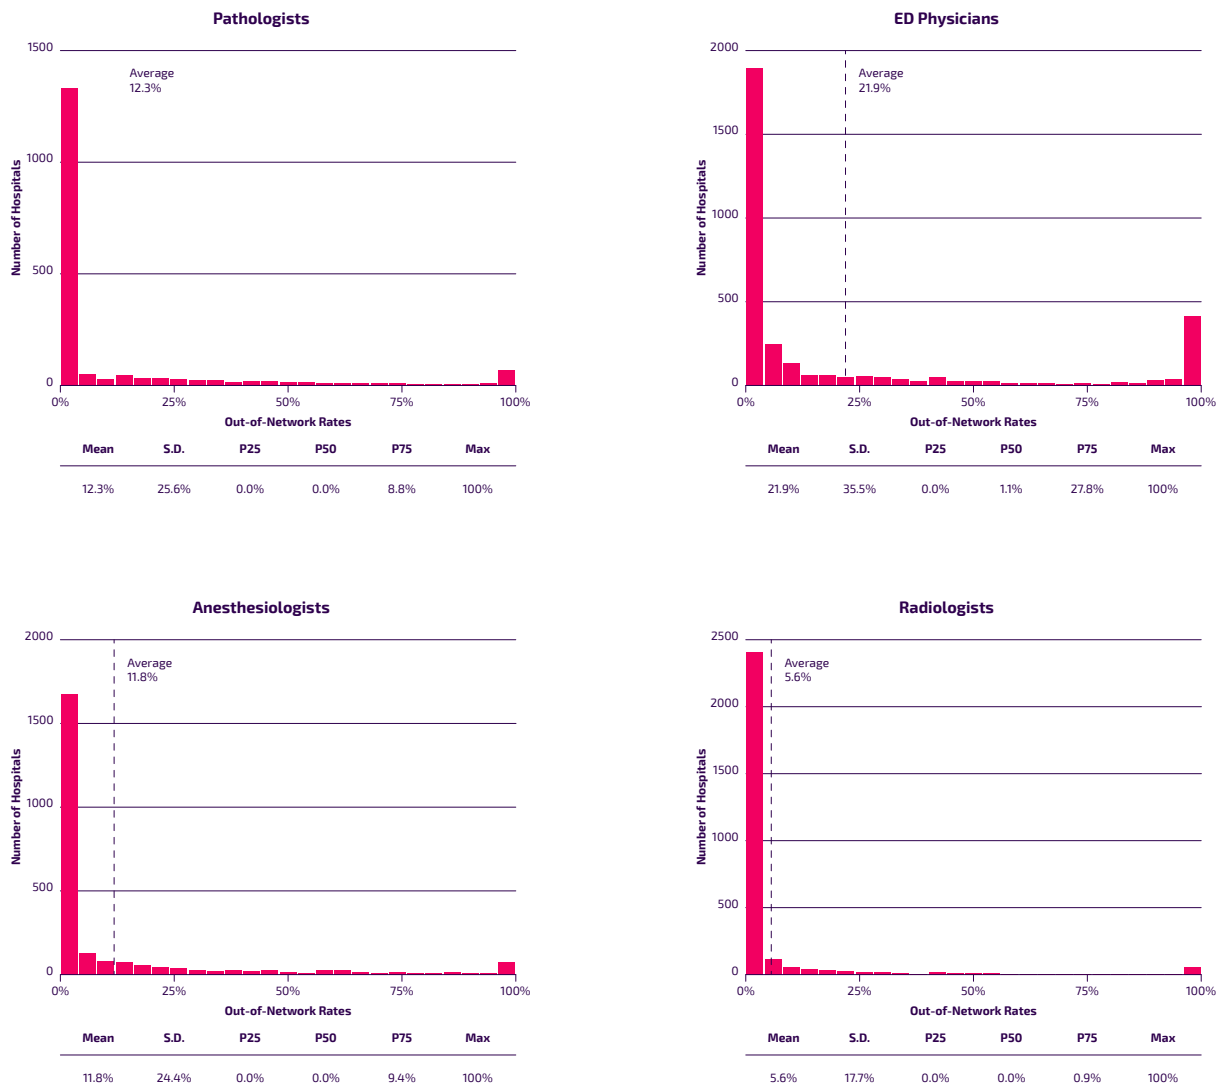 Pathologists
1500
Average
12.3%
1000
500
0
Number of Hospitals
0% 25% 50% 75% 100%
Out-of-Network Rates
Mean S.D. P25 P50 P75 Max
12.3% 25.6% 0.0% 0.0% 8.8% 100%
ED Physicians
2000
Average
21.9%
1500
1000
500
0
Number of Hospitals
0% 25% 50% 75% 100%
Out-of-Network Rates
Mean S.D. P25 P50 P75 Max
21.9% 35.5% 0.0% 1.1% 27.8% 100%
Anesthesiologists
2000
Average
11.8%
1500
1000
500
0
Number of Hospitals
0% 25% 50% 75% 100%
Out-of-Network Rates
Mean S.D. P25 P50 P75 Max
11.8% 24.4% 0.0% 0.0% 9.4% 100%
Radiologists
2500
Average
5.6%
2000
1500
1000
500
0
Number of Hospitals
0% 25% 50% 75% 100%
Out-of-Network Rates
Mean S.D. P25 P50 P75 Max
5.6% 17.7% 0.0% 0.0% 0.9% 100%